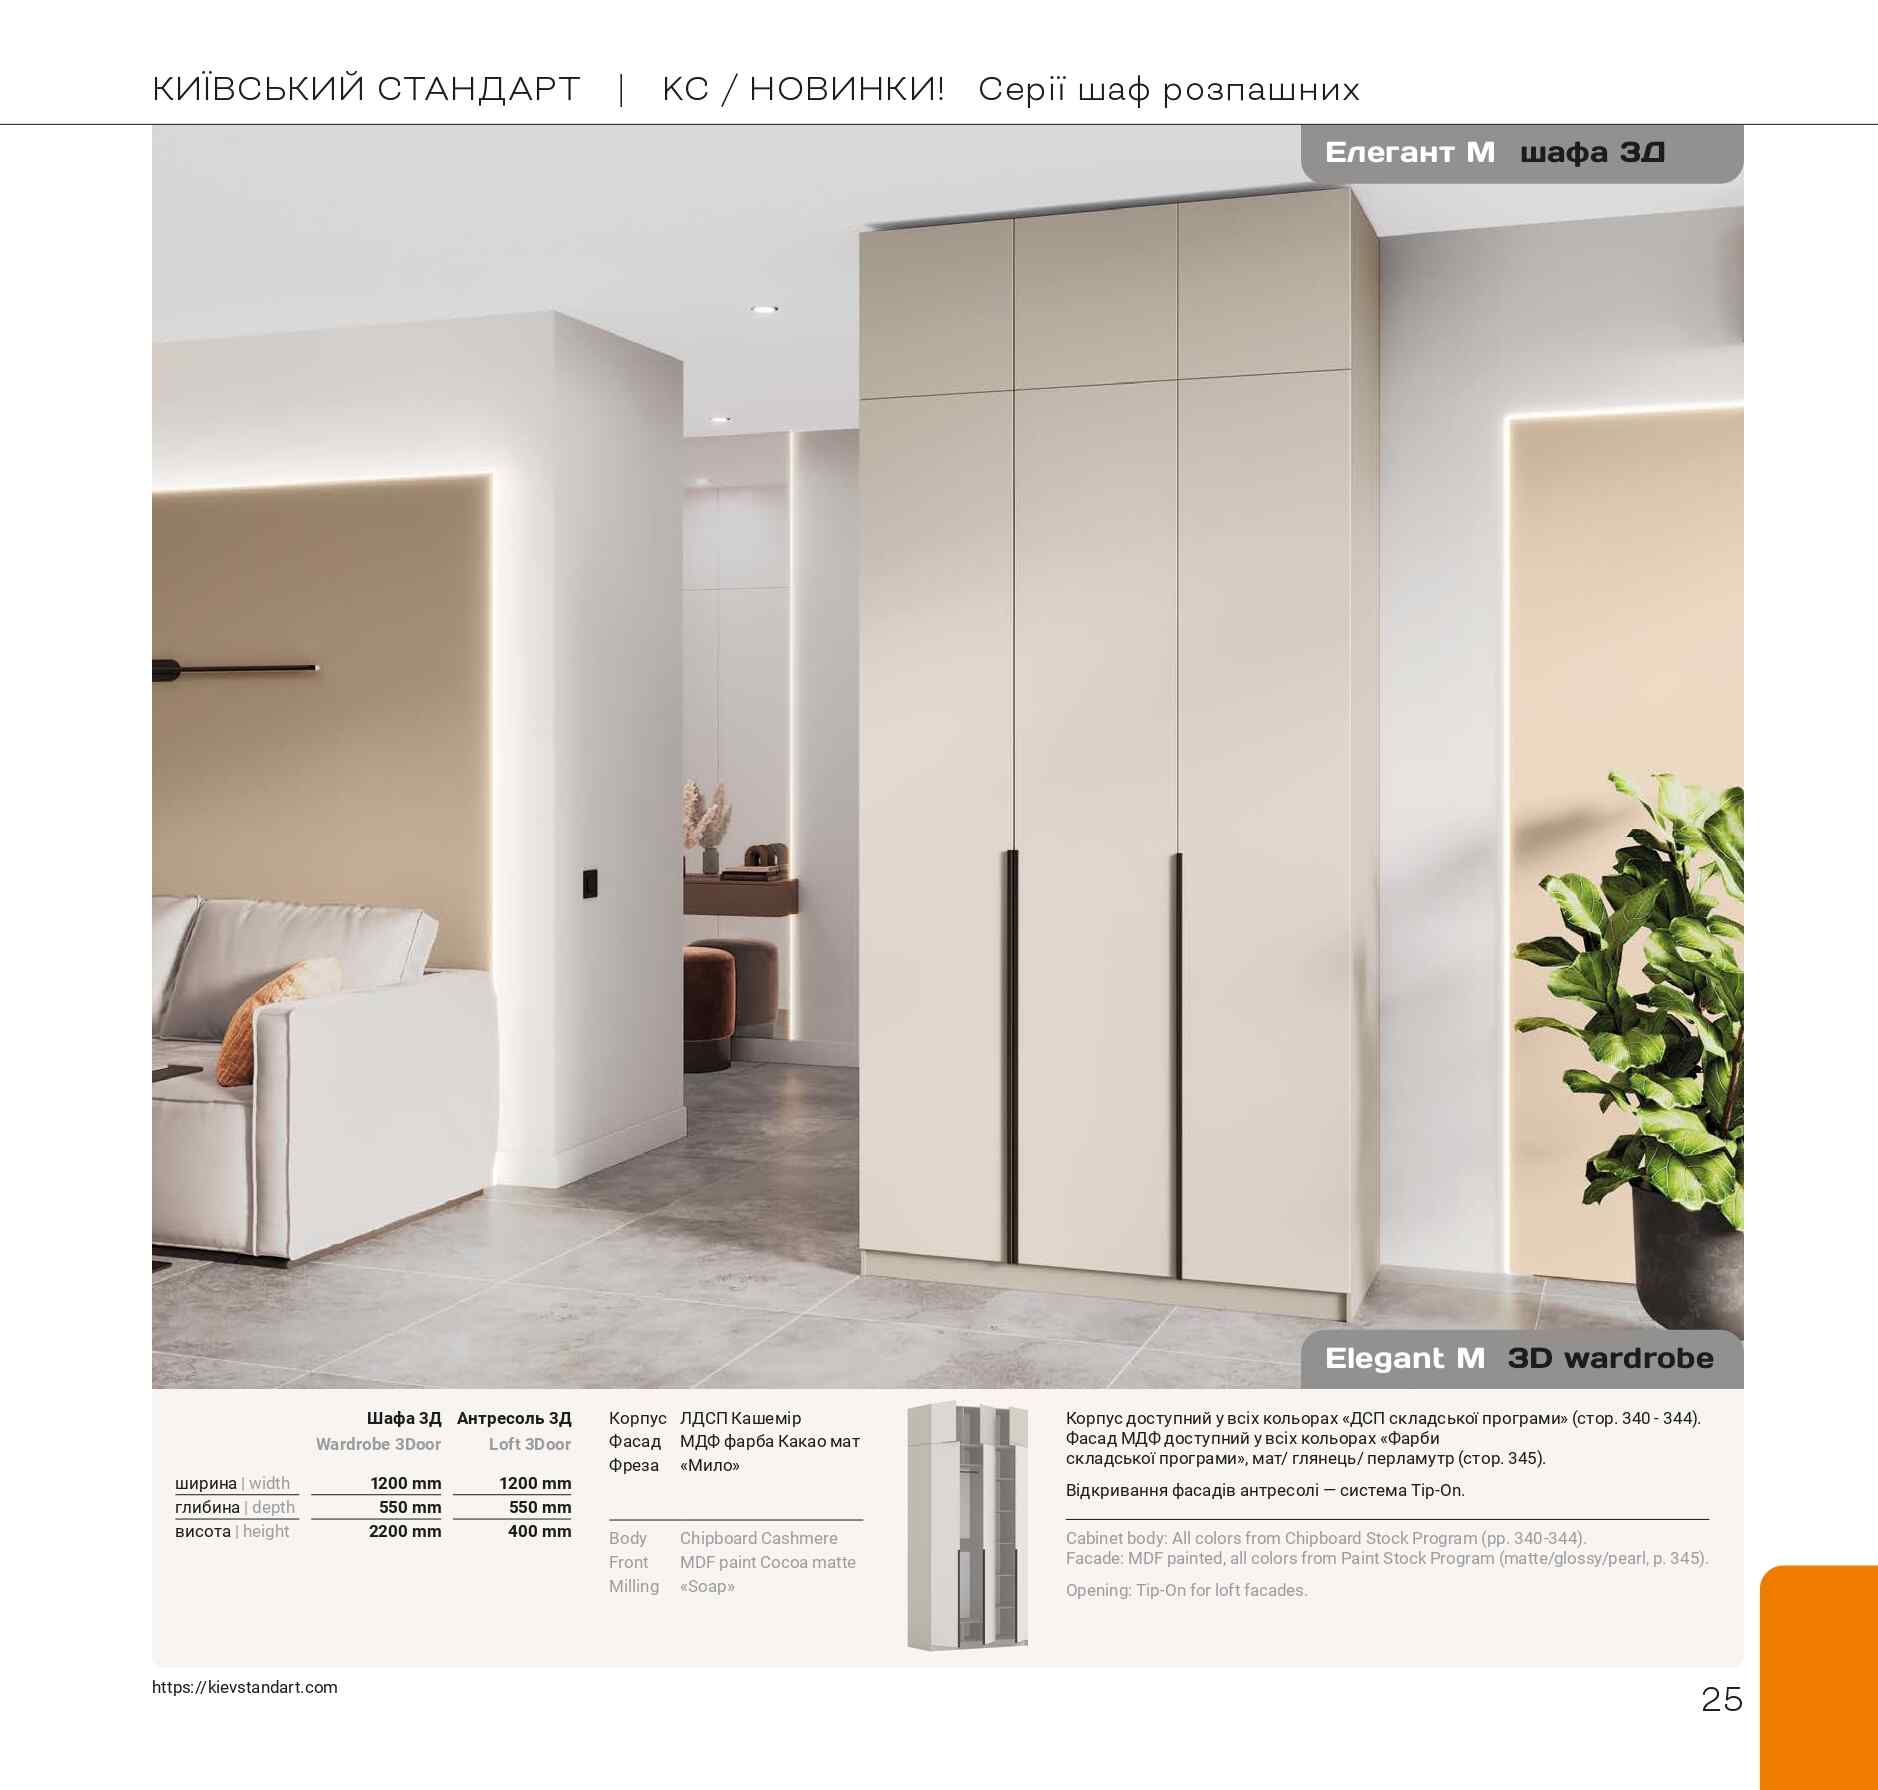 КИЇВСЬКИЙ СТАНДАРТ | КС / НОВИНКИ! Серії шаф розпашних
Елегант М шафа 3Д
Elegant M 3D wardrobe
Шафа 3Д Антресоль 3Д
Wardrobe 3Door Loft 3Door
ширина | width 1200 mm 1200 mm
глибина | depth 550 mm 550 mm
висота | height 2200 mm 400 mm
Корпус ЛДСП Кашемір
Фасад МДФ фарба Какао мат
Фреза «Мило»
Body Chipboard Cashmere
Front MDF paint Cocoa matte
Milling «Soap»
Корпус доступний у всіх кольорах «ДСП складської програми» (стор. 340 - 344).
Фасад МДФ доступний у всіх кольорах «Фарби
складської програми», мат/ глянець/ перламутр (стор. 345).
Відкривання фасадів антресолі — система Tip-On.
Cabinet body: All colors from Chipboard Stock Program (pp. 340-344).
Facade: MDF painted, all colors from Paint Stock Program (matte/glossy/pearl, p. 345).
Opening: Tip-On for loft facades.
https://kievstandart.com
25